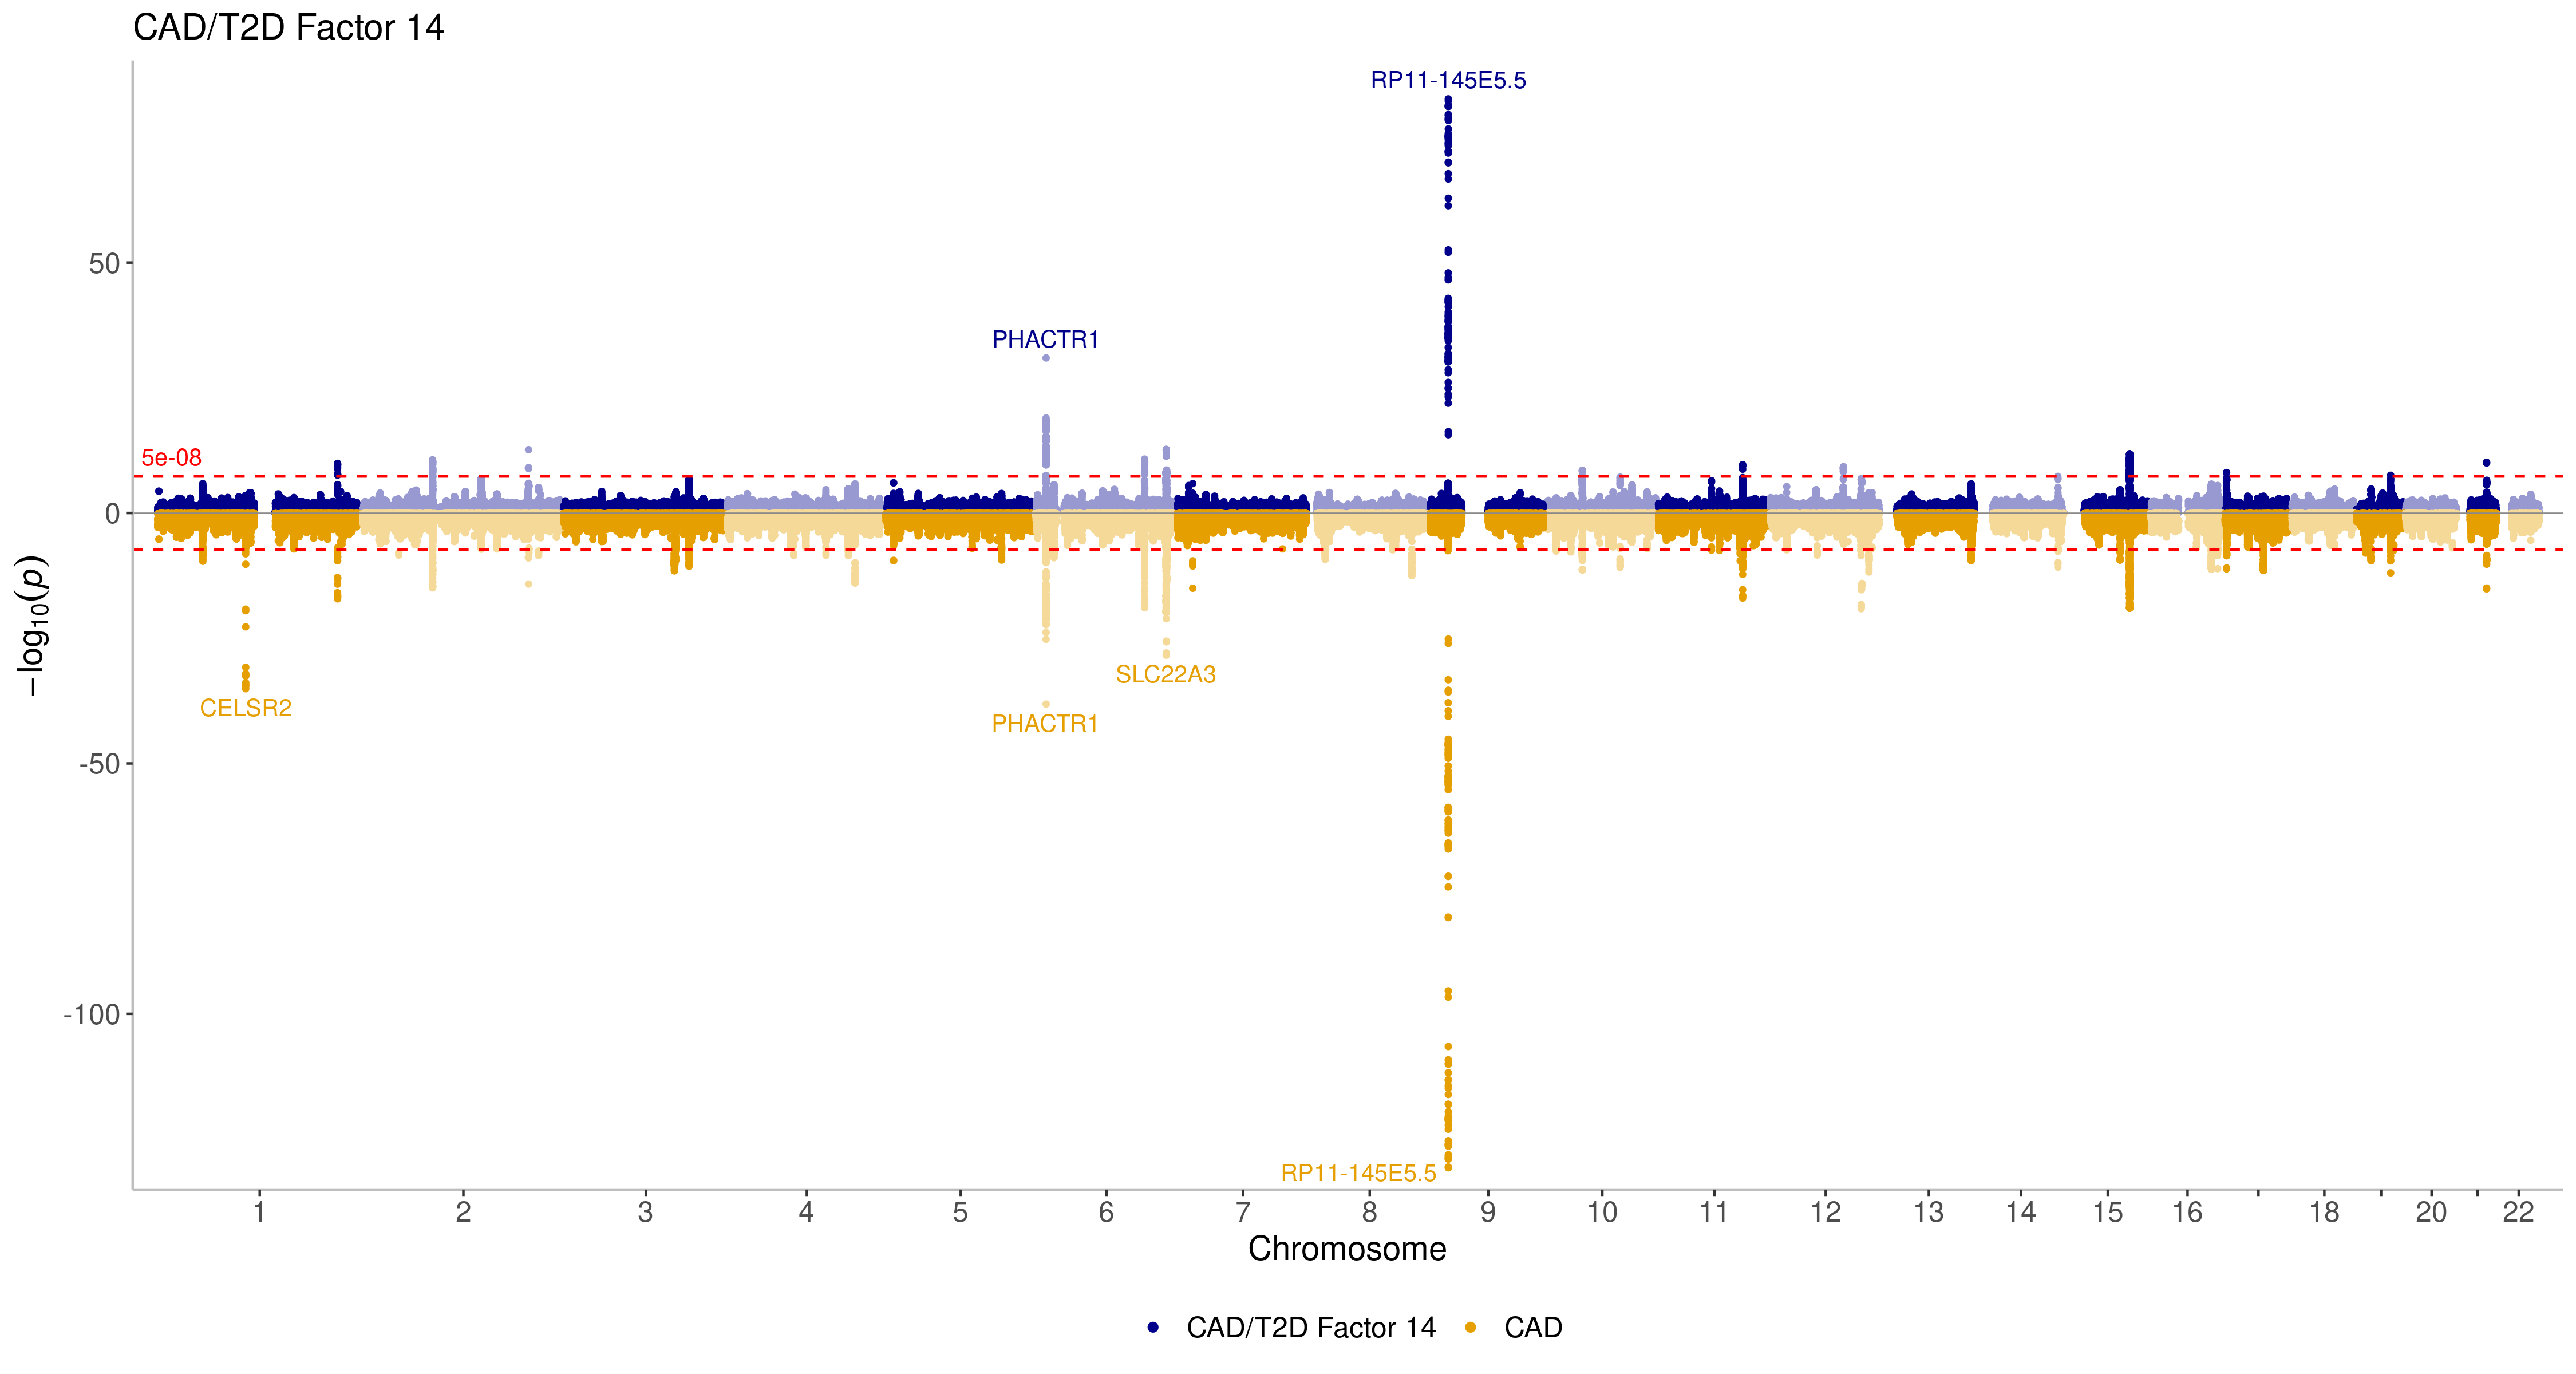 CAD/T2D Factor 14
RP11-145E5.5
PHACTR1
50
5e-08
0
−log10(p)
SLC22A3
CELSR2
PHACTR1
-50
-100
RP11-145E5.5
1 2 3 4 5 6 7 8 9 10 11 12 13 14 15 16 18 20 22
Chromosome
CAD/T2D Factor 14 CAD